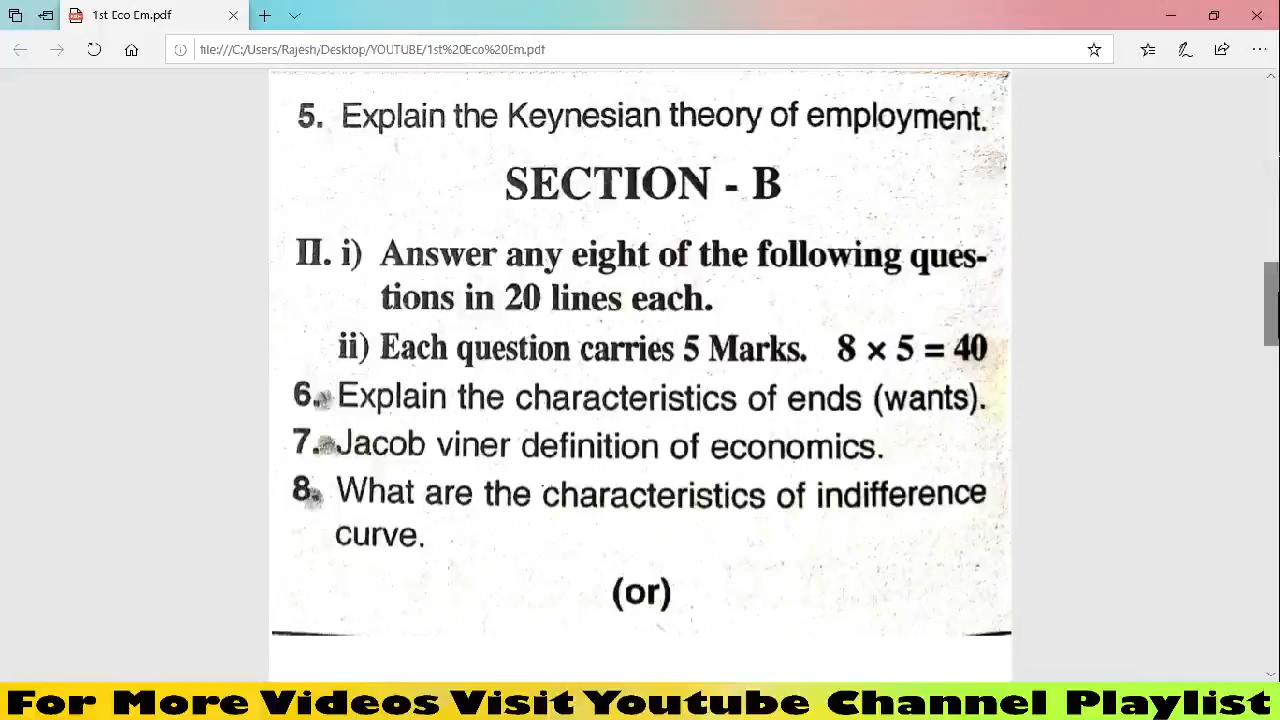 1st Eco Em.pdf
file:///C:/Users/Rajesh/Desktop/YOUTUBE/1st%20Eco%20Em.pdf
5. Explain the Keynesian theory of employment.
SECTION - B
II. i) Answer any eight of the following ques-
tions in 20 lines each.
ii) Each question carries 5 Marks. 8 × 5 = 40
6. Explain the characteristics of ends (wants).
7. Jacob viner definition of economics.
8. What are the characteristics of indifference
curve.
(or)
For More Videos Visit Youtube Channel Playlist